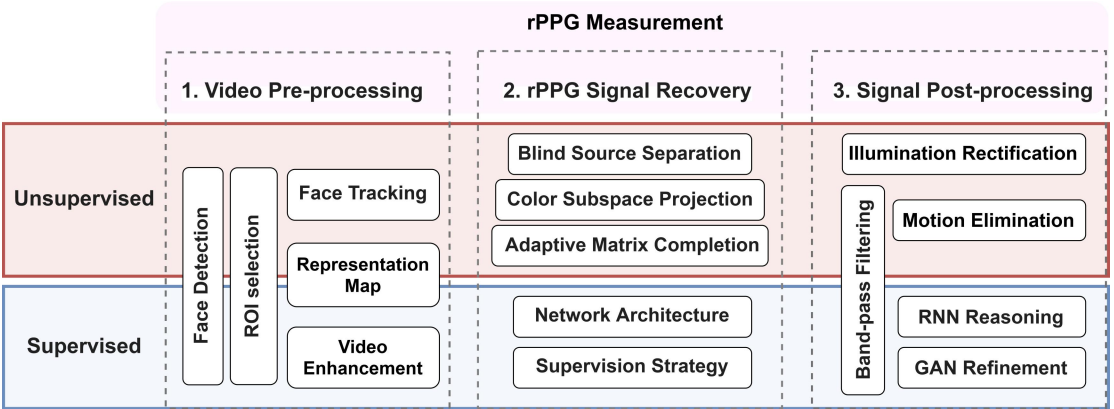 rPPG Measurement
1. Video Pre-processing
2. rPPG Signal Recovery
3. Signal Post-processing
Unsupervised
Face Detection
ROI selection
Face Tracking
Representation
Map
Video
Enhancement
Blind Source Separation
Color Subspace Projection
Adaptive Matrix Completion
Illumination Rectification
Band-pass Filtering
Motion Elimination
Supervised
Network Architecture
Supervision Strategy
RNN Reasoning
GAN Refinement